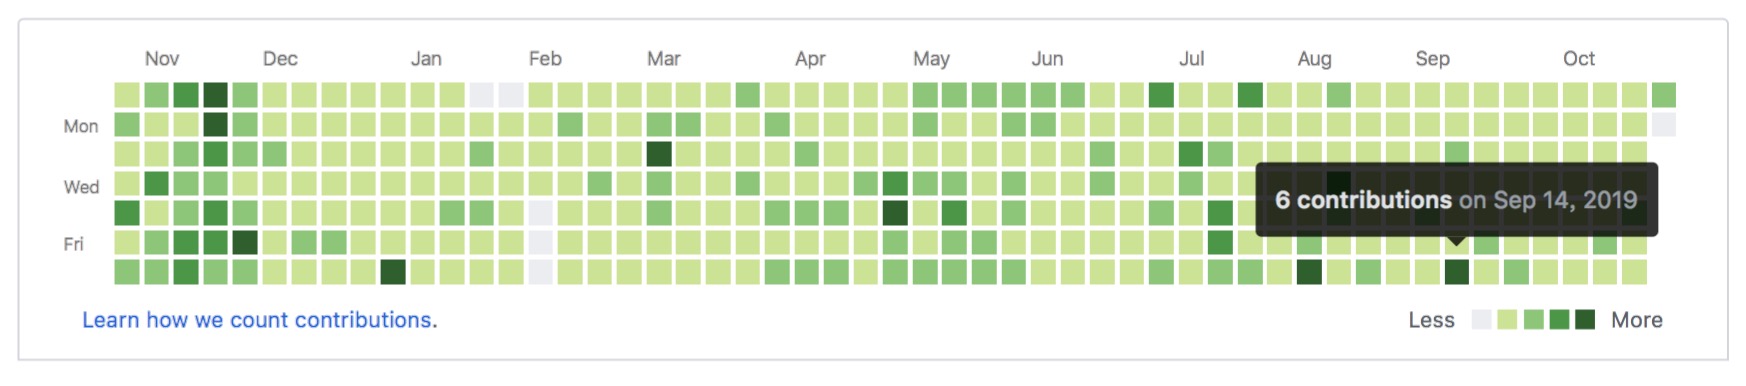 Nov Dec Jan Feb Mar Apr May Jun Jul Aug Sep Oct
Mon
Wed
6 contributions on Sep 14, 2019
Fri
Learn how we count contributions.
Less More